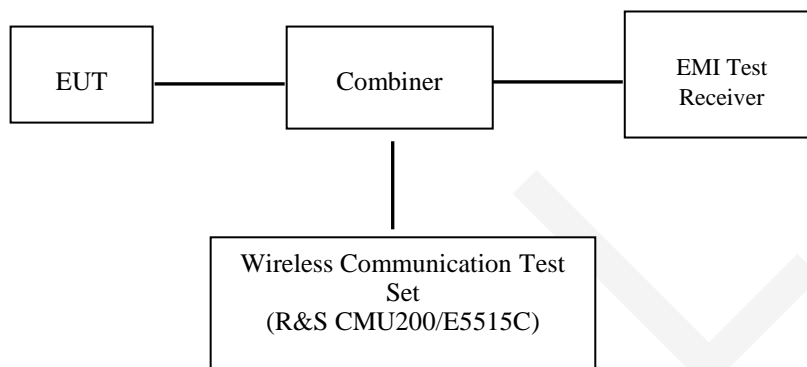 EUT
Combiner
EMI Test
Receiver
Wireless Communication Test
Set
(R&S CMU200/E5515C)